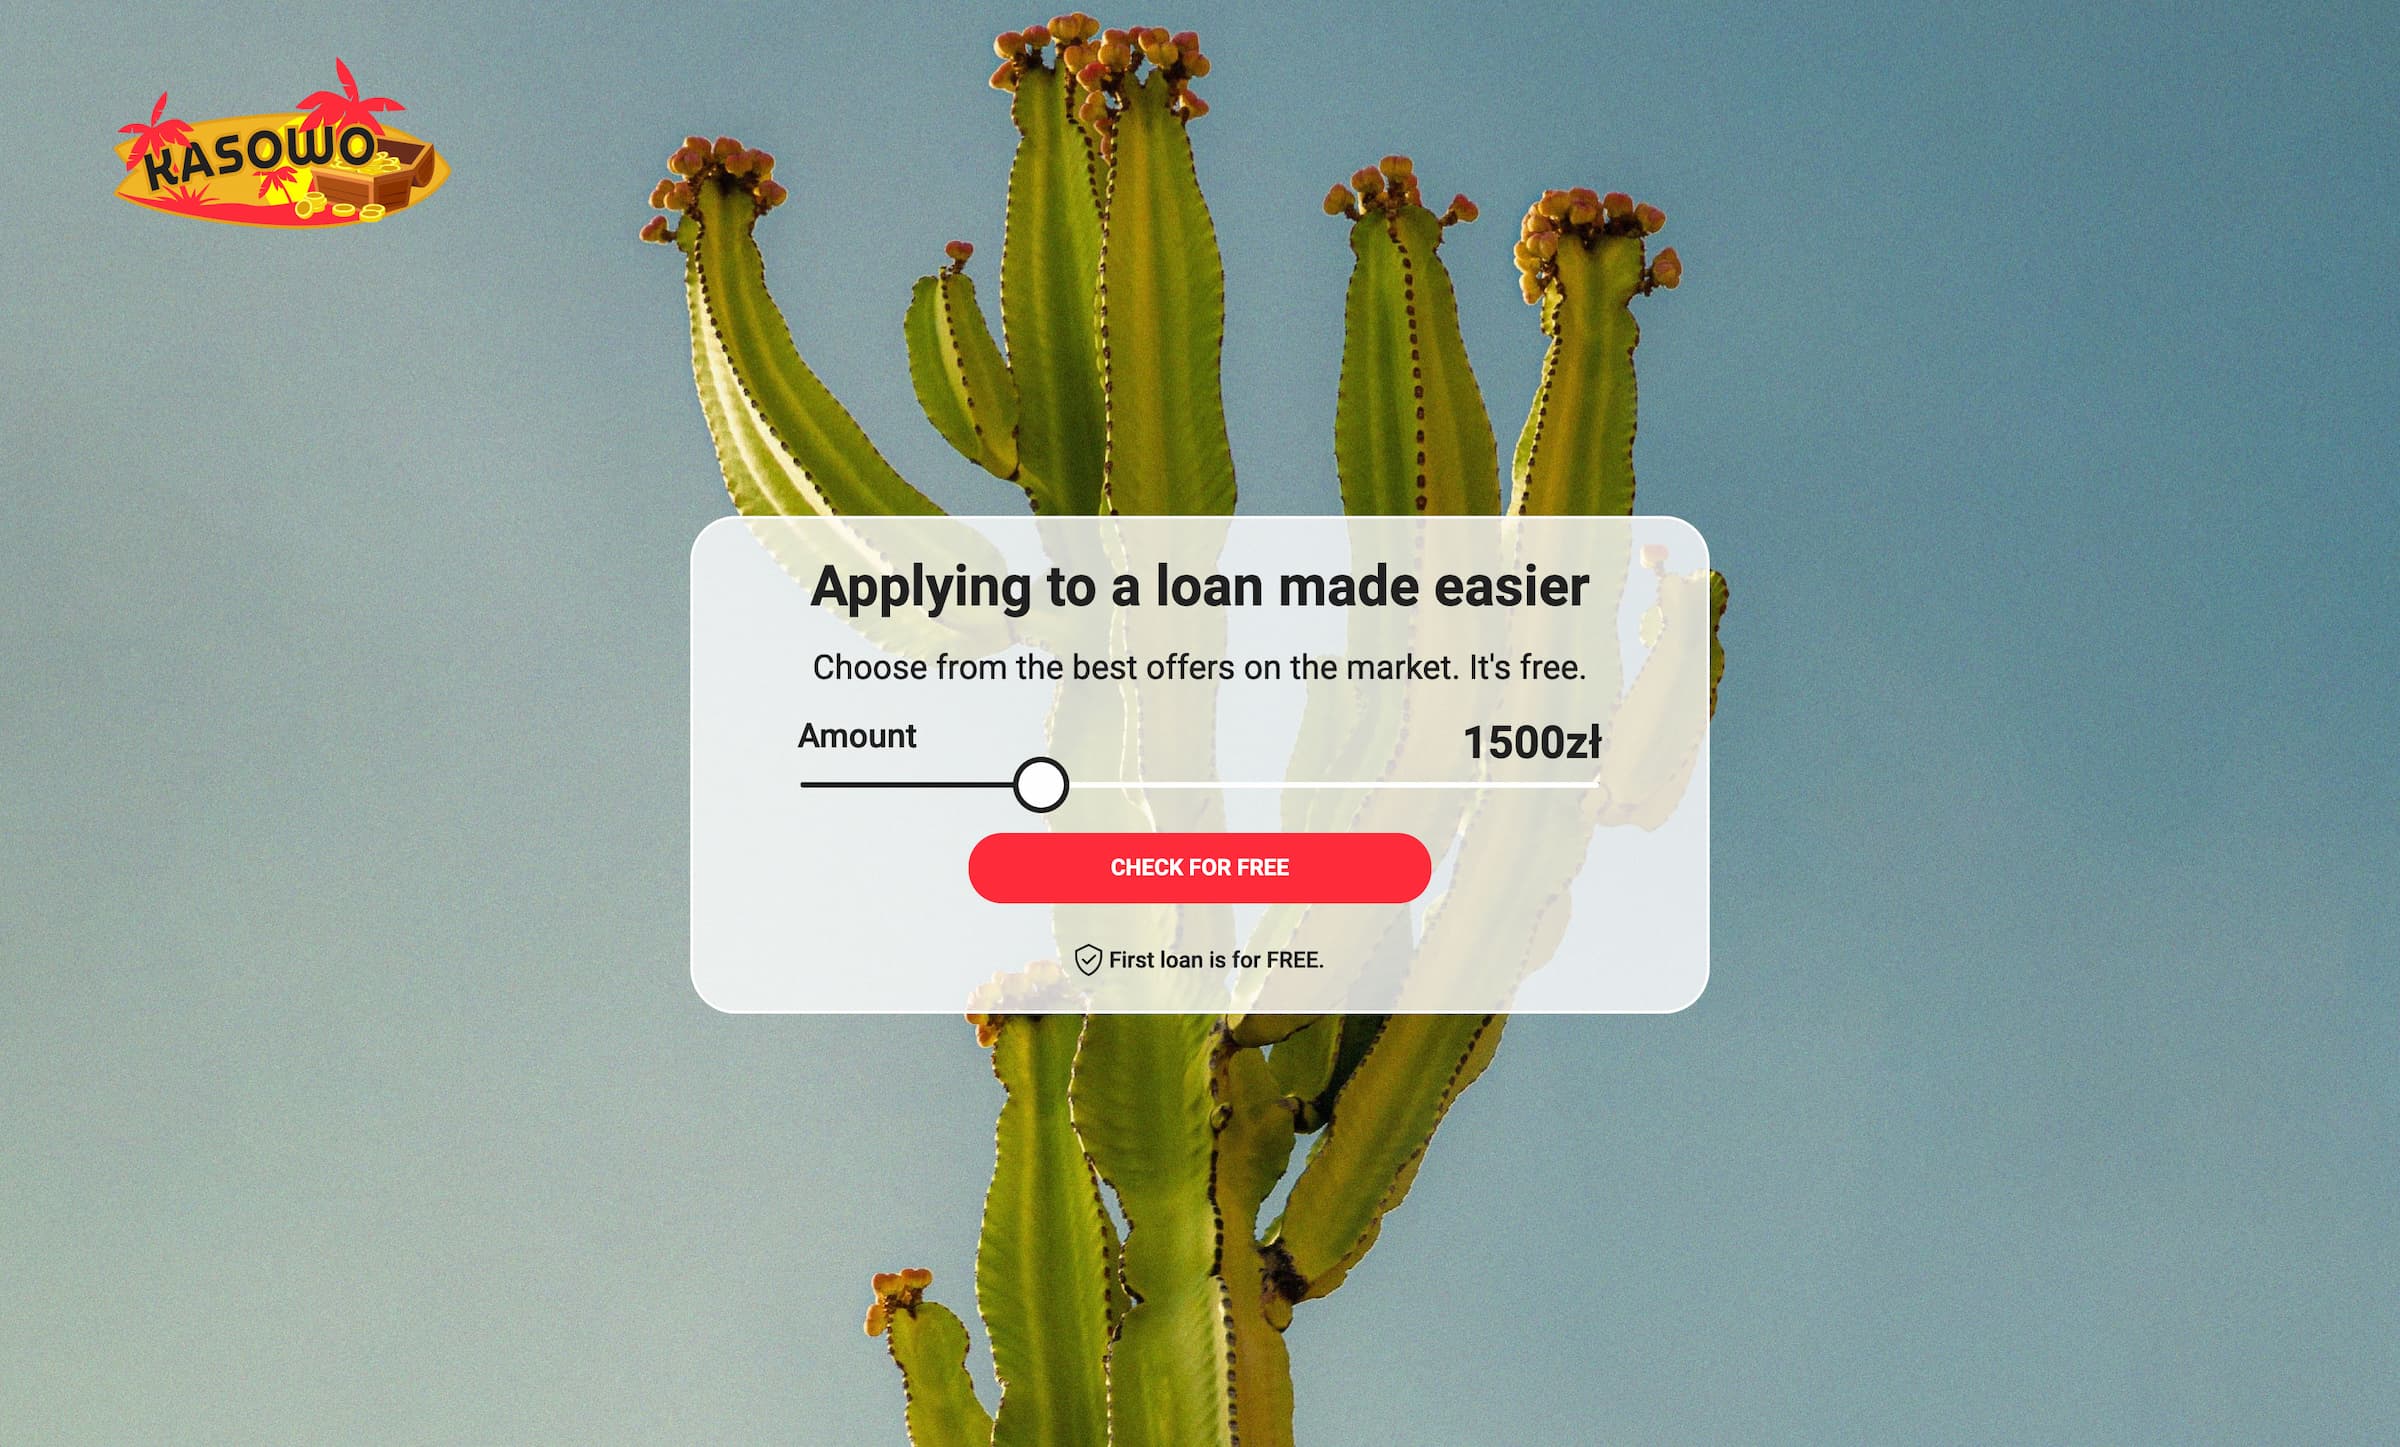 KASOWO
Applying to a loan made easier
Choose from the best offers on the market. It's free.
Amount
1500zł
CHECK FOR FREE
First loan is for FREE.